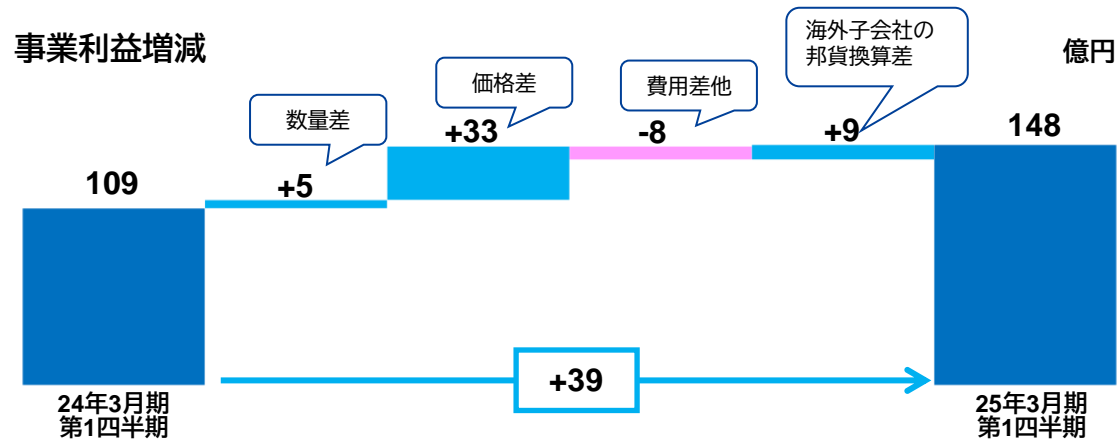 事業利益増減
億円
海外子会社の
邦貨換算差
価格差
費用差他
数量差
109
+5
+33
-8
+9
148
+39
24年3月期
第1四半期
25年3月期
第1四半期